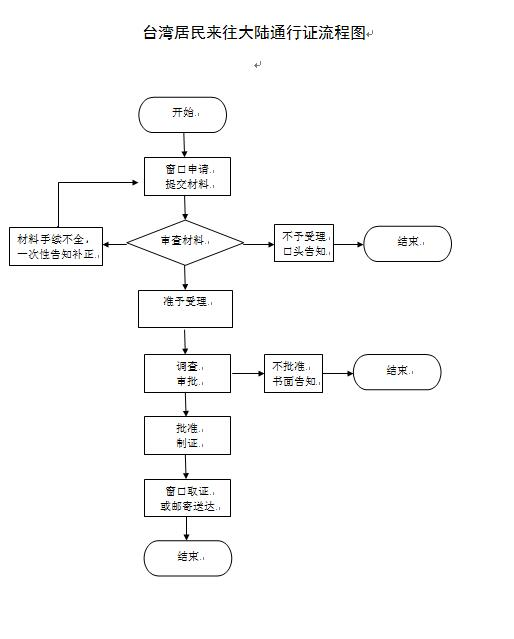 台湾居民来往大陆通行证流程图
开始
窗口申请
提交材料
材料手续不全，
一次性告知补正
审查材料
不予受理
口头告知
结束
准予受理
调查
审批
不批准
书面告知
结束
批准
制证
窗口取证
或邮寄送达
结束